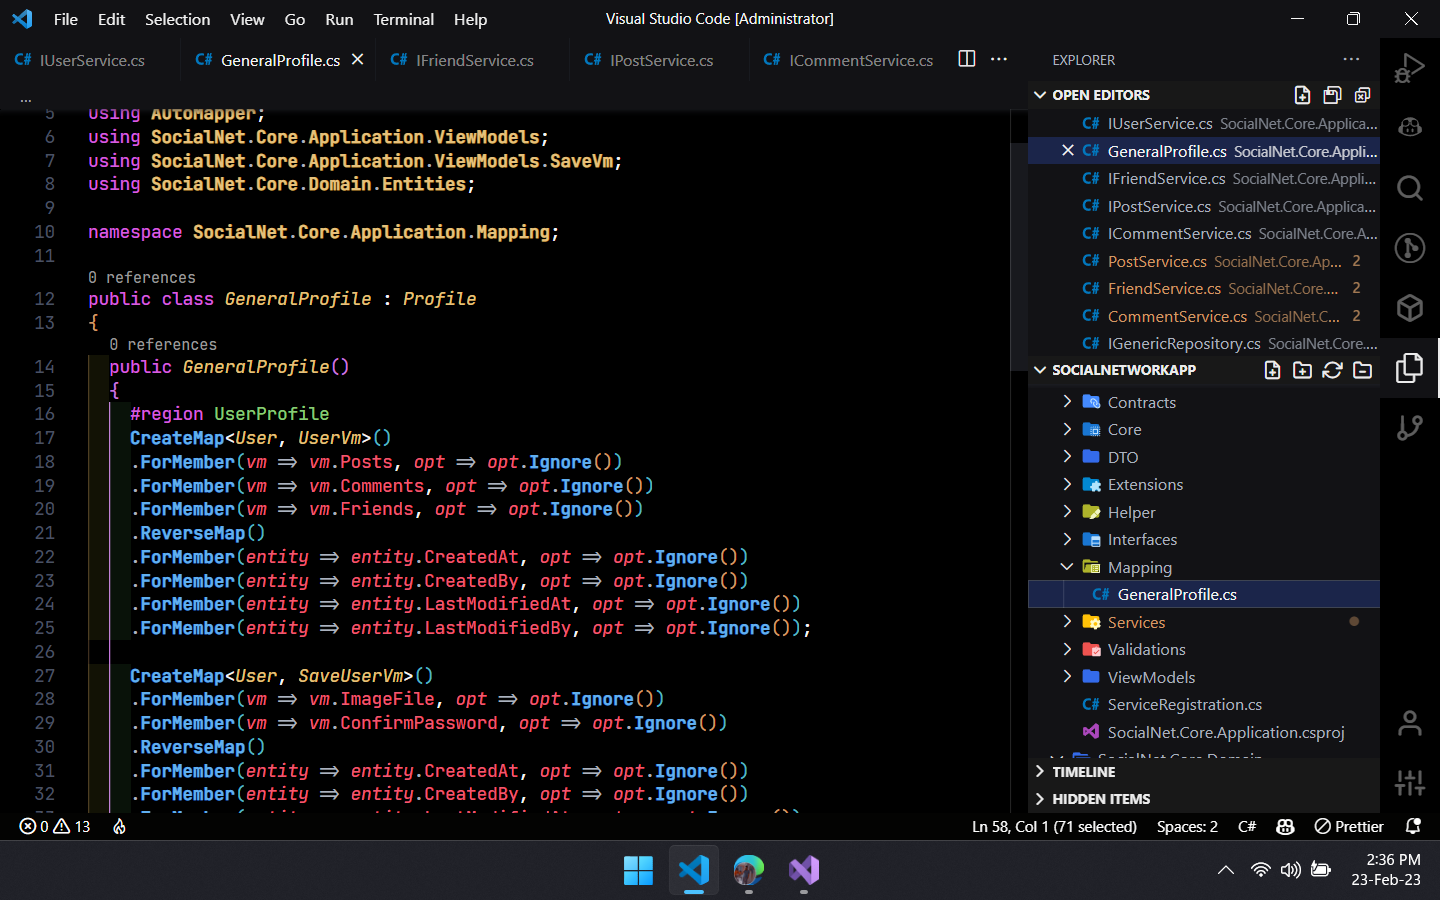 File Edit Selection View Go Run Terminal Help
Visual Studio Code [Administrator]
C# IUserService.cs
C# GeneralProfile.cs
C# IFriendService.cs
C# IPostService.cs
C# ICommentService.cs
...
5 using AutoMapper;
6 using SocialNet.Core.Application.ViewModels;
7 using SocialNet.Core.Application.ViewModels.SaveVm;
8 using SocialNet.Core.Domain.Entities;
9
10 namespace SocialNet.Core.Application.Mapping;
11
0 references
12 public class GeneralProfile : Profile
13 {
0 references
14 public GeneralProfile()
15 {
16 #region UserProfile
17 CreateMap<User, UserVm>()
18 .ForMember(vm => vm.Posts, opt => opt.Ignore())
19 .ForMember(vm => vm.Comments, opt => opt.Ignore())
20 .ForMember(vm => vm.Friends, opt => opt.Ignore())
21 .ReverseMap()
22 .ForMember(entity => entity.CreatedAt, opt => opt.Ignore())
23 .ForMember(entity => entity.CreatedBy, opt => opt.Ignore())
24 .ForMember(entity => entity.LastModifiedAt, opt => opt.Ignore())
25 .ForMember(entity => entity.LastModifiedBy, opt => opt.Ignore());
26
27 CreateMap<User, SaveUserVm>()
28 .ForMember(vm => vm.ImageFile, opt => opt.Ignore())
29 .ForMember(vm => vm.ConfirmPassword, opt => opt.Ignore())
30 .ReverseMap()
31 .ForMember(entity => entity.CreatedAt, opt => opt.Ignore())
32 .ForMember(entity => entity.CreatedBy, opt => opt.Ignore())
EXPLORER
OPEN EDITORS
C# IUserService.cs SocialNet.Core.Applica...
C# GeneralProfile.cs SocialNet.Core.Appli...
C# IFriendService.cs SocialNet.Core.Appli...
C# IPostService.cs SocialNet.Core.Applica...
C# ICommentService.cs SocialNet.Core.A...
C# PostService.cs SocialNet.Core.Ap... 2
C# FriendService.cs SocialNet.Core.... 2
C# CommentService.cs SocialNet.C... 2
C# IGenericRepository.cs SocialNet.Core....
SOCIALNETWORKAPP
Contracts
Core
DTO
Extensions
Helper
Interfaces
Mapping
C# GeneralProfile.cs
Services
Validations
ViewModels
C# ServiceRegistration.cs
SocialNet.Core.Application.csproj
SocialNet.Core.Domain
TIMELINE
HIDDEN ITEMS
0 13
Ln 58, Col 1 (71 selected)
Spaces: 2
C#
Prettier
2:36 PM
23-Feb-23